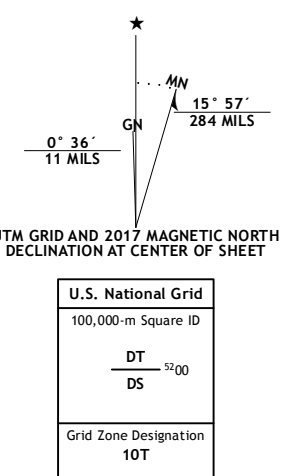 ★
MN
GN
15° 57´
284 MILS
0° 36´
11 MILS
UTM GRID AND 2017 MAGNETIC NORTH
DECLINATION AT CENTER OF SHEET
U.S. National Grid
100,000-m Square ID
DT
5200
DS
Grid Zone Designation
10T